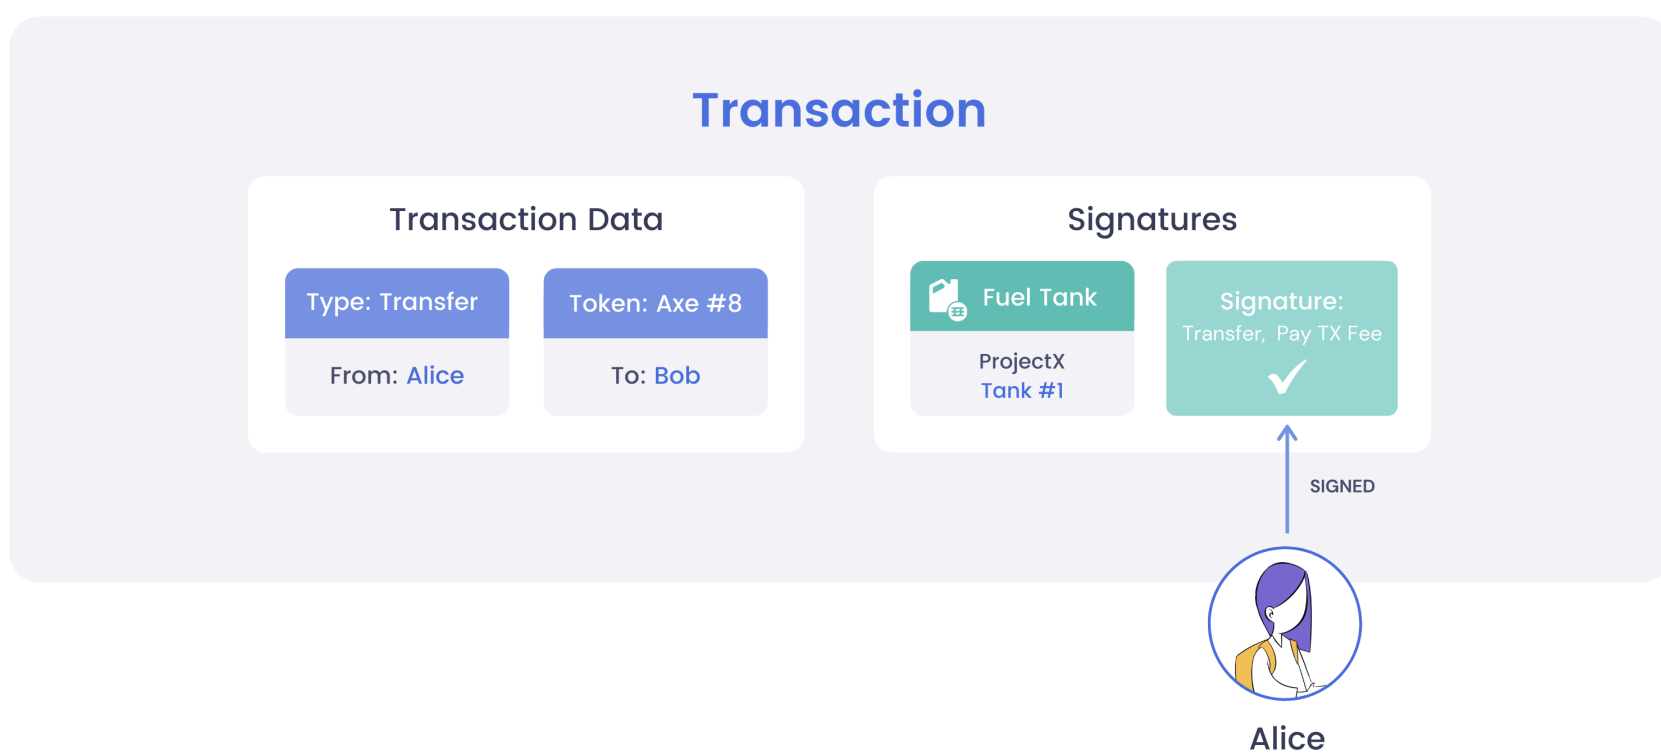 Transaction
Transaction Data
Type: Transfer
From: Alice
Token: Axe #8
To: Bob
Signatures
Fuel Tank
ProjectX
Tank #1
Signature:
Transfer, Pay TX Fee
SIGNED
Alice